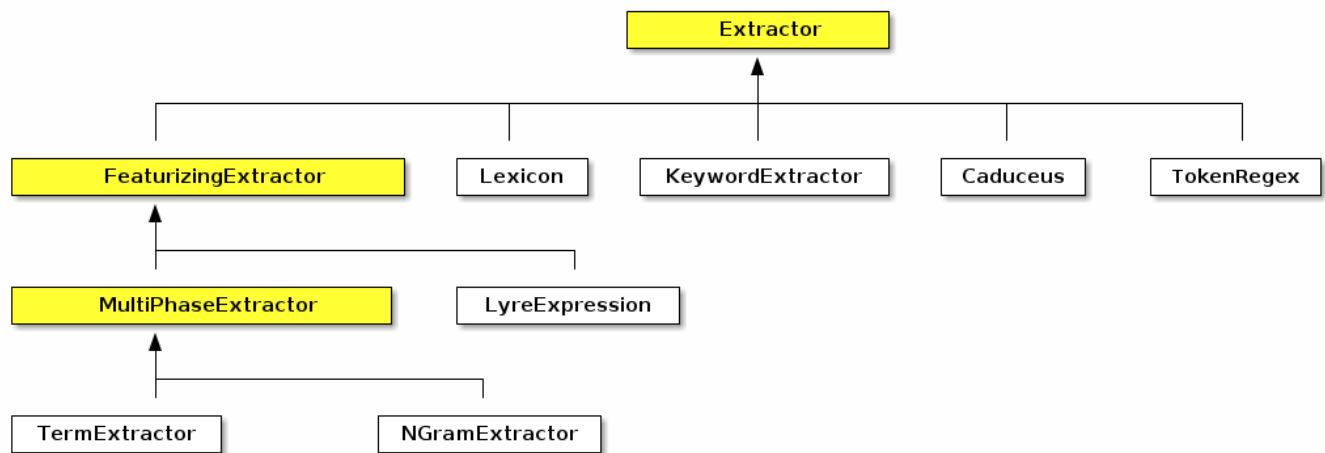 Extractor
FeaturizingExtractor
Lexicon
KeywordExtractor
Caduceus
TokenRegex
MultiPhaseExtractor
LyreExpression
TermExtractor
NGramExtractor